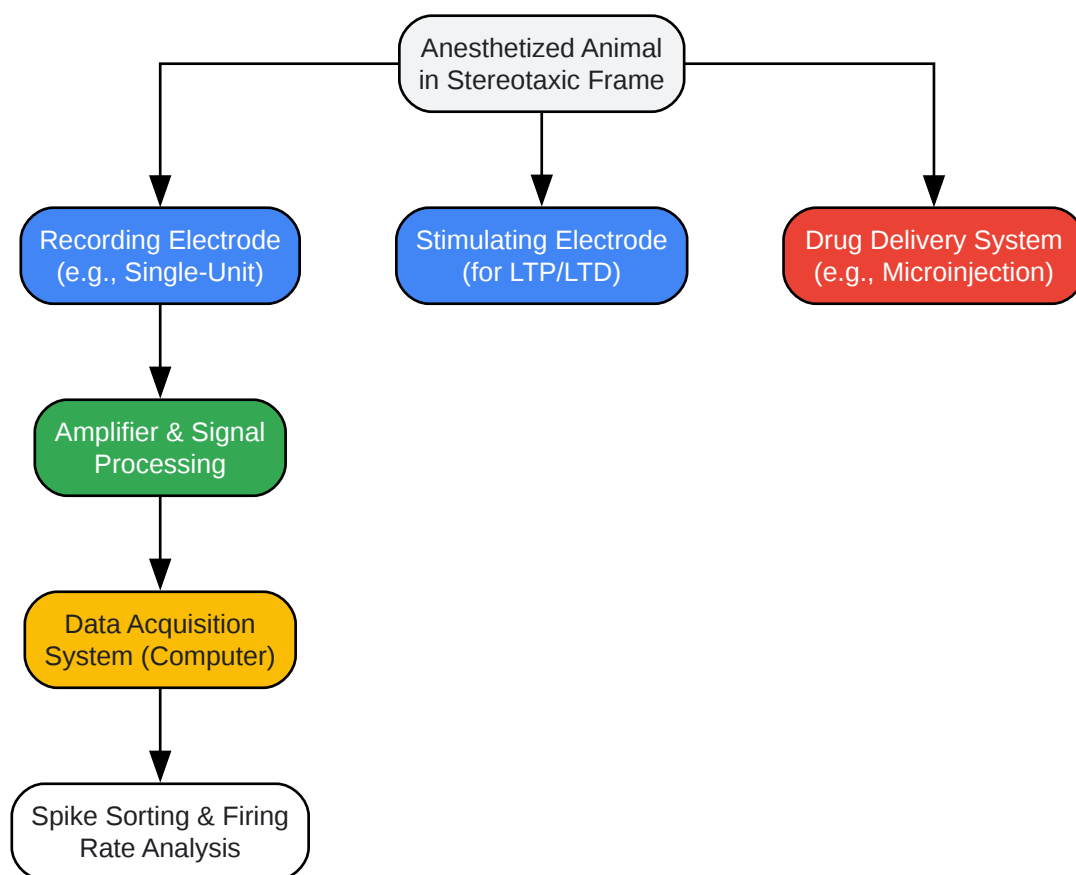 Anesthetized Animal
in Stereotaxic Frame
Recording Electrode
(e.g., Single-Unit)
Stimulating Electrode
(for LTP/LTD)
Drug Delivery System
(e.g., Microinjection)
Amplifier & Signal
Processing
Data Acquisition
System (Computer)
Spike Sorting & Firing
Rate Analysis